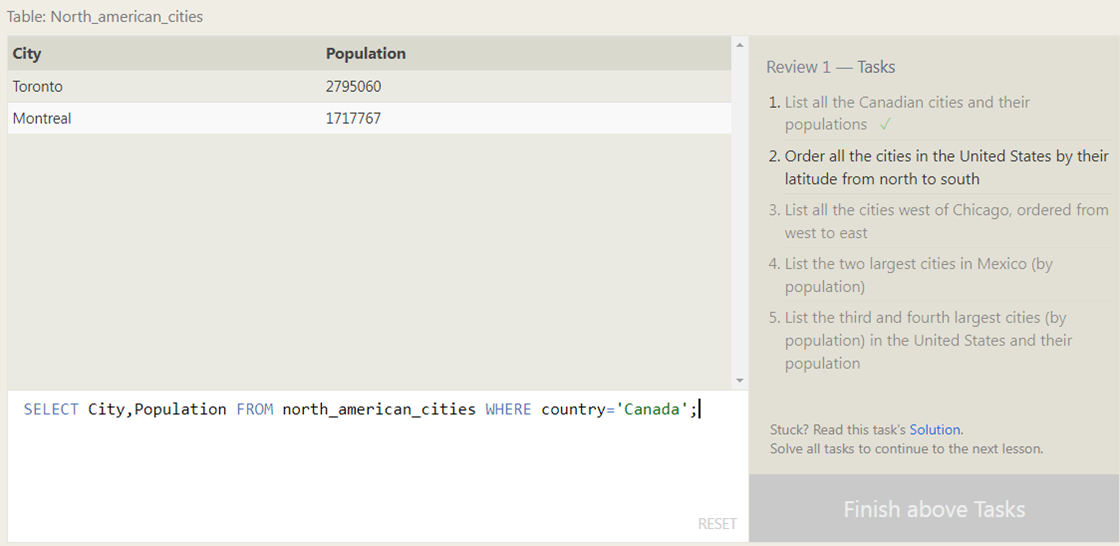 Table: North_american_cities
City Population
Toronto 2795060
Montreal 1717767
SELECT City,Population FROM north_american_cities WHERE country='Canada';
RESET
Review 1 — Tasks
1. List all the Canadian cities and their
populations ✓
2. Order all the cities in the United States by their
latitude from north to south
3. List all the cities west of Chicago, ordered from
west to east
4. List the two largest cities in Mexico (by
population)
5. List the third and fourth largest cities (by
population) in the United States and their
population
Stuck? Read this task's Solution.
Solve all tasks to continue to the next lesson.
Finish above Tasks